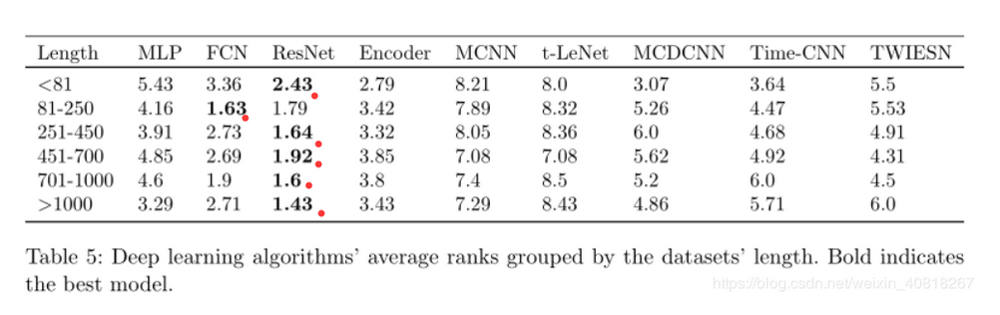 Length MLP FCN ResNet Encoder MCNN t-LeNet MCDCNN Time-CNN TWIESN
<81 5.43 3.36 2.43 2.79 8.21 8.0 3.07 3.64 5.5
81-250 4.16 1.63 1.79 3.42 7.89 8.32 5.26 4.47 5.53
251-450 3.91 2.73 1.64 3.32 8.05 8.36 6.0 4.68 4.91
451-700 4.85 2.69 1.92 3.85 7.08 7.08 5.62 4.92 4.31
701-1000 4.6 1.9 1.6 3.8 7.4 8.5 5.2 6.0 4.5
>1000 3.29 2.71 1.43 3.43 7.29 8.43 4.86 5.71 6.0
Table 5: Deep learning algorithms' average ranks grouped by the datasets' length. Bold indicates
the best model.
https://blog.csdn.net/weixin_40818267